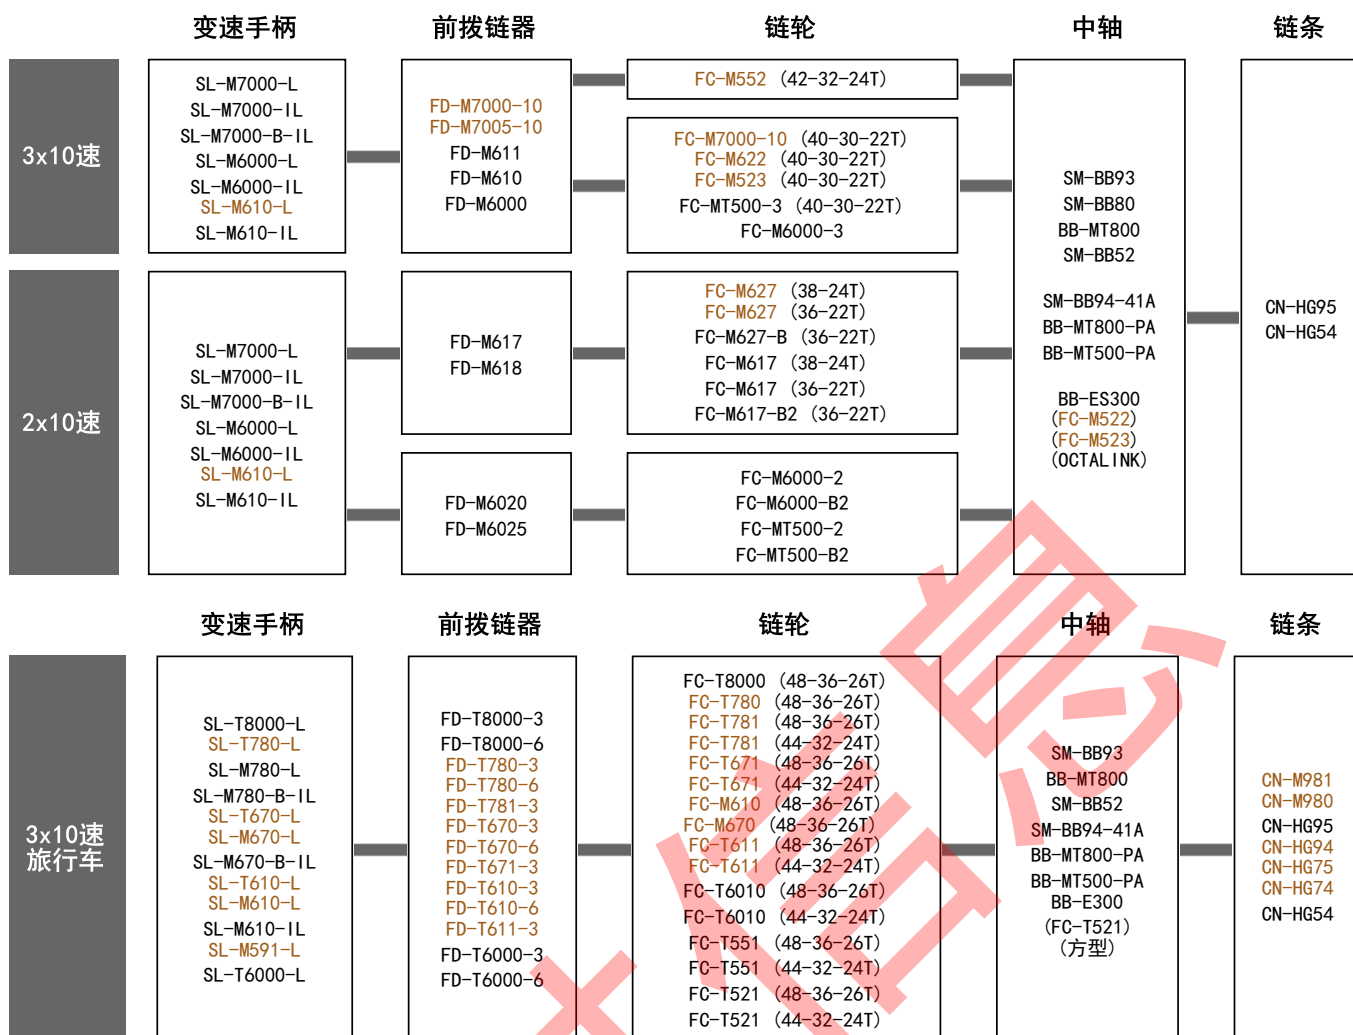 变速手柄 前拨链器 链轮 中轴 链条
3x10速
SL-M7000-L
SL-M7000-IL
SL-M7000-B-IL
SL-M6000-L
SL-M6000-IL
SL-M610-L
SL-M610-IL
FD-M7000-10
FD-M7005-10
FD-M611
FD-M610
FD-M6000
FC-M552 (42-32-24T)
FC-M7000-10 (40-30-22T)
FC-M622 (40-30-22T)
FC-M523 (40-30-22T)
FC-MT500-3 (40-30-22T)
FC-M6000-3
2x10速
SL-M7000-L
SL-M7000-IL
SL-M7000-B-IL
SL-M6000-L
SL-M6000-IL
SL-M610-L
SL-M610-IL
FD-M617
FD-M618
FC-M627 (38-24T)
FC-M627 (36-22T)
FC-M627-B (36-22T)
FC-M617 (38-24T)
FC-M617 (36-22T)
FC-M617-B2 (36-22T)
FD-M6020
FD-M6025
FC-M6000-2
FC-M6000-B2
FC-MT500-2
FC-MT500-B2
SM-BB93
SM-BB80
BB-MT800
SM-BB52
SM-BB94-41A
BB-MT800-PA
BB-MT500-PA
BB-ES300
(FC-M522)
(FC-M523)
(OCTALINK)
CN-HG95
CN-HG54
变速手柄 前拨链器 链轮 中轴 链条
3x10速
旅行车
SL-T8000-L
SL-T780-L
SL-M780-L
SL-M780-B-IL
SL-T670-L
SL-M670-L
SL-M670-B-IL
SL-T610-L
SL-M610-L
SL-M610-IL
SL-M591-L
SL-T6000-L
FD-T8000-3
FD-T8000-6
FD-T780-3
FD-T780-6
FD-T781-3
FD-T670-3
FD-T670-6
FD-T671-3
FD-T610-3
FD-T610-6
FD-T611-3
FD-T6000-3
FD-T6000-6
FC-T8000 (48-36-26T)
FC-T780 (48-36-26T)
FC-T781 (48-36-26T)
FC-T781 (44-32-24T)
FC-T671 (48-36-26T)
FC-T671 (44-32-24T)
FC-M610 (48-36-26T)
FC-M670 (48-36-26T)
FC-T611 (48-36-26T)
FC-T611 (44-32-24T)
FC-T6010 (48-36-26T)
FC-T6010 (44-32-24T)
FC-T551 (48-36-26T)
FC-T551 (44-32-24T)
FC-T521 (48-36-26T)
FC-T521 (44-32-24T)
SM-BB93
BB-MT800
SM-BB52
SM-BB94-41A
BB-MT800-PA
BB-MT500-PA
BB-E300
(FC-T521)
(方型)
CN-M981
CN-M980
CN-HG95
CN-HG94
CN-HG75
CN-HG74
CN-HG54
信息